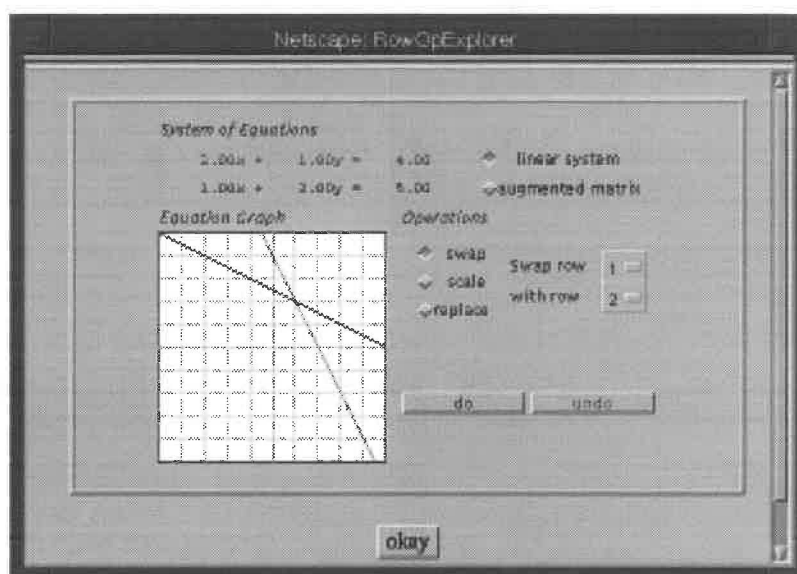 Netscape: RowOpExplorer
System of Equations
2.00x + 1.00y = 4.00 linear system
1.00x + 2.00y = 5.00 augmented matrix
Equation Graph Operations
swap
scale
replace
Swap row 1
with row 2
do undo
okay